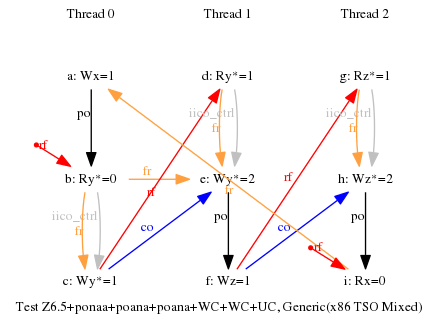 Thread 0 Thread 1 Thread 2
a: Wx=1 d: Ry*=1 g: Rz*=1
po iico_ctrl fr iico_ctrl fr
rf
b: Ry*=0 fr e: Wy*=2 fr h: Wz*=2
iico_ctrl fr rf co po rf co po
rf
c: Wy*=1 f: Wz=1 i: Rx=0
Test Z6.5+ponaa+poana+poana+WC+WC+UC, Generic(x86 TSO Mixed)